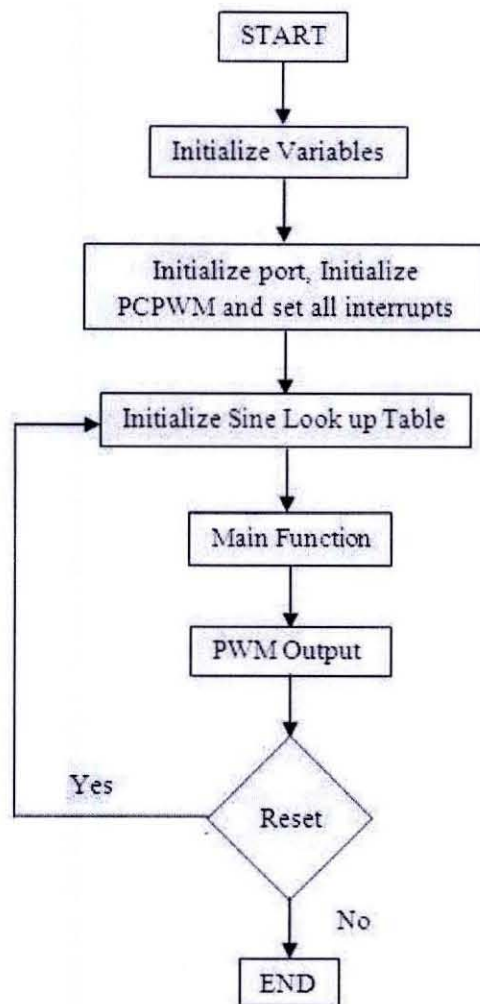 START
Initialize Variables
Initialize port, Initialize
PCPWM and set all interrupts
Initialize Sine Look up Table
Main Function
PWM Output
Yes
Reset
No
END